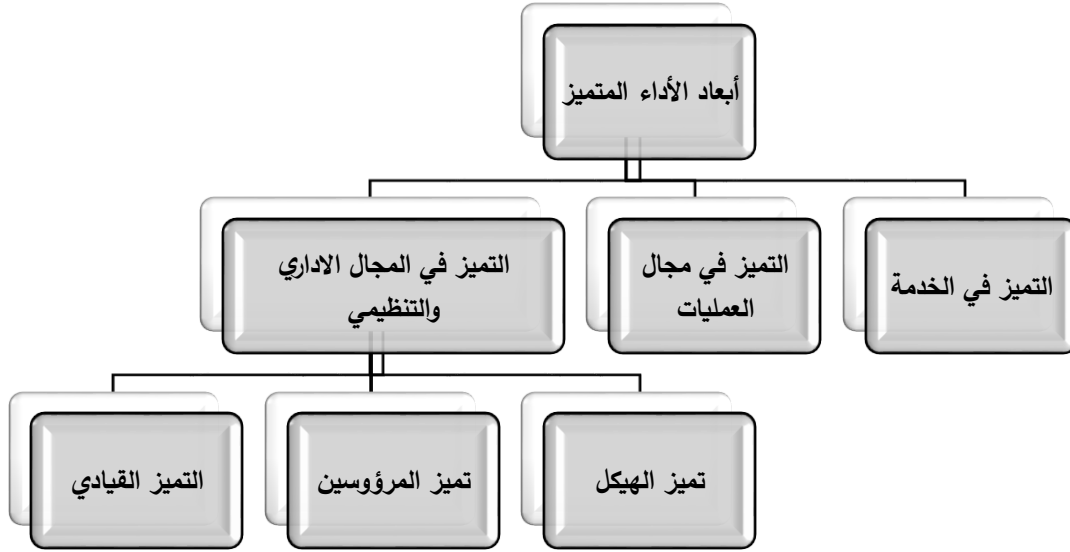 أبعاد الأداء المتميز
التميز في الخدمة
التميز في مجال
العمليات
التميز في المجال الاداري
والتنظيمي
تميز الهيكل
تميز المرؤوسين
التميز القيادي